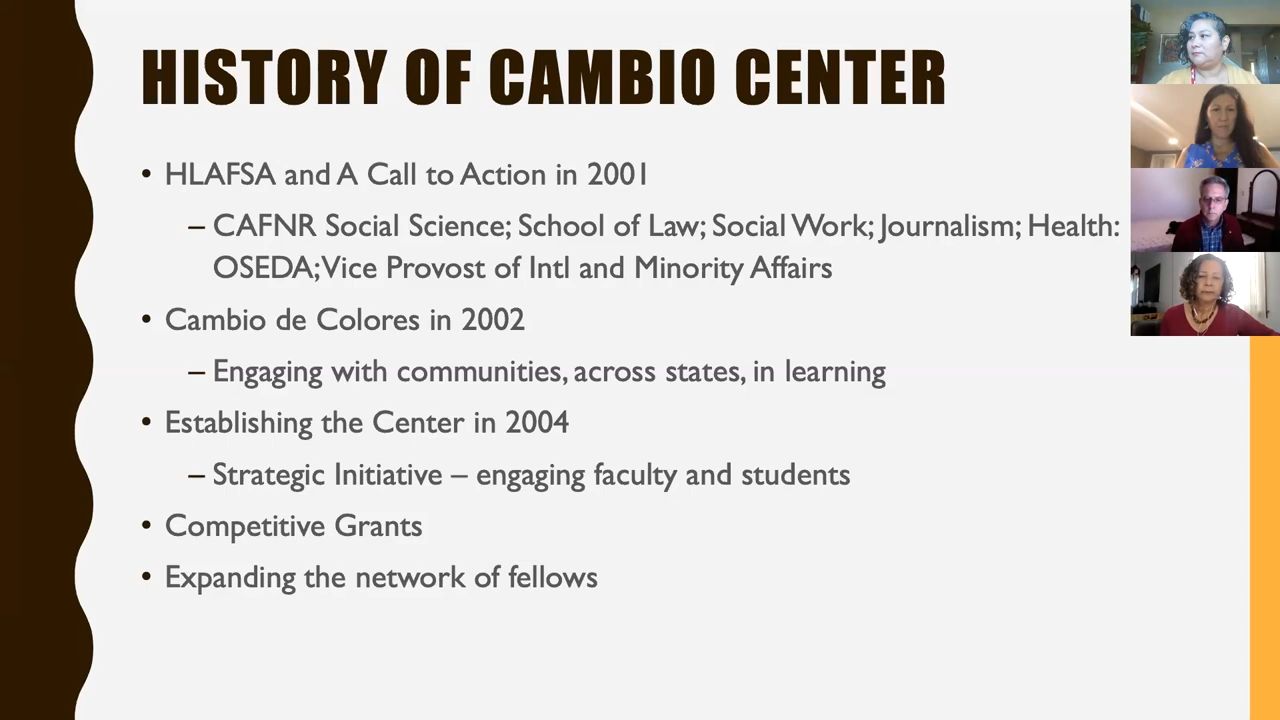 HISTORY OF CAMBIO CENTER
• HLAFSA and A Call to Action in 2001
– CAFNR Social Science; School of Law; Social Work; Journalism; Health:
OSEDA; Vice Provost of Intl and Minority Affairs
• Cambio de Colores in 2002
– Engaging with communities, across states, in learning
• Establishing the Center in 2004
– Strategic Initiative – engaging faculty and students
• Competitive Grants
• Expanding the network of fellows